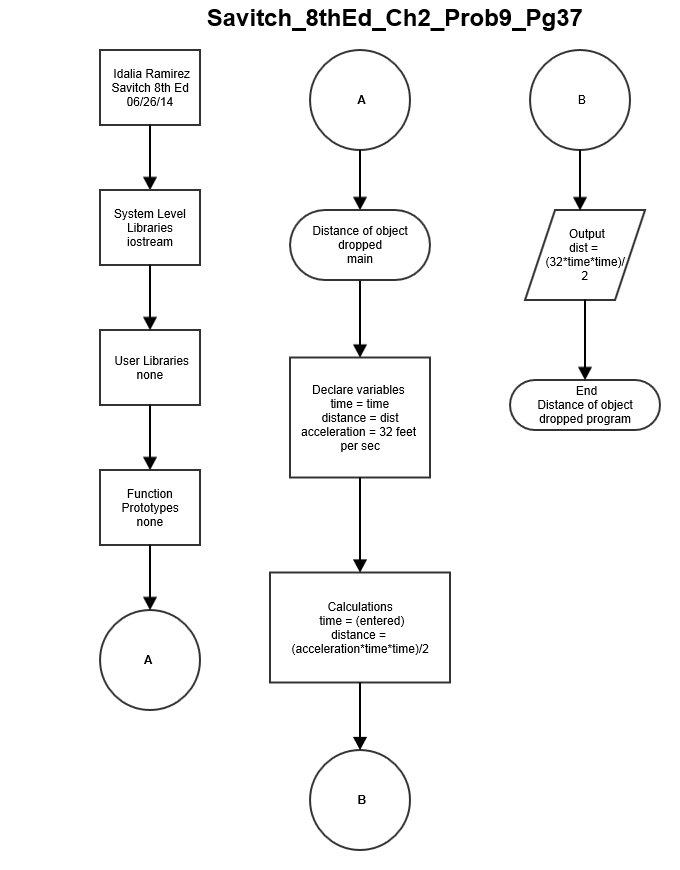 Savitch_8thEd_Ch2_Prob9_Pg37
Idalia Ramirez
Savitch 8th Ed
06/26/14
System Level
Libraries
iostream
User Libraries
none
Function
Prototypes
none
A
A
Distance of object
dropped
main
Declare variables
time = time
distance = dist
acceleration = 32 feet
per sec
Calculations
time = (entered)
distance =
(acceleration*time*time)/2
B
B
Output
dist =
(32*time*time)/
2
End
Distance of object
dropped program